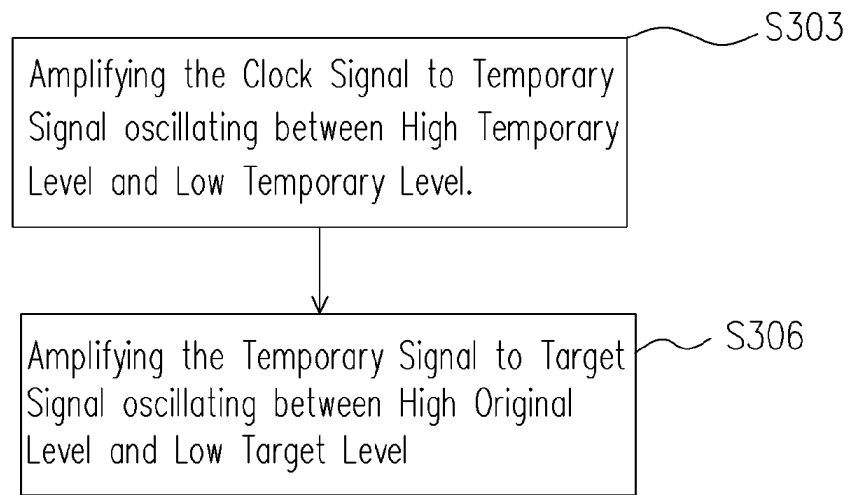 S303
Amplifying the Clock Signal to Temporary
Signal oscillating between High Temporary
Level and Low Temporary Level.
S306
Amplifying the Temporary Signal to Target
Signal oscillating between High Original
Level and Low Target Level